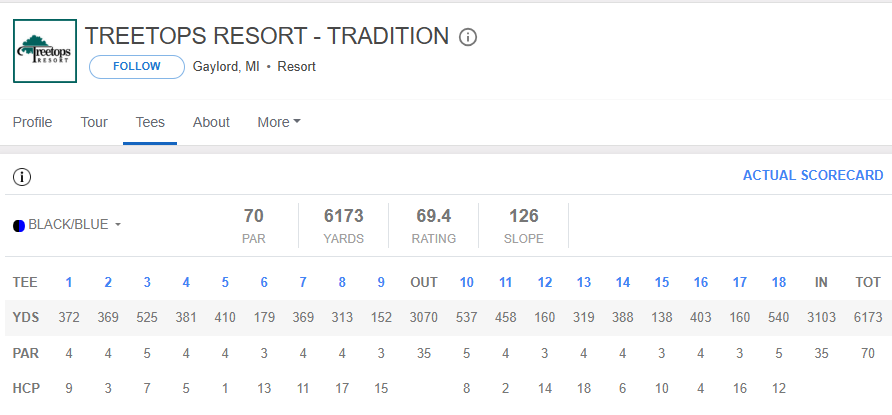 Treetops
RESORT
TREETOPS RESORT - TRADITION
FOLLOW Gaylord, MI • Resort
Profile Tour Tees About More
ACTUAL SCORECARD
BLACK/BLUE
70 6173 69.4 126
PAR YARDS RATING SLOPE
TEE 1 2 3 4 5 6 7 8 9 OUT 10 11 12 13 14 15 16 17 18 IN TOT
YDS 372 369 525 381 410 179 369 313 152 3070 537 458 160 319 388 138 403 160 540 3103 6173
PAR 4 4 5 4 4 3 4 4 3 35 5 4 3 4 4 3 4 3 5 35 70
HCP 9 3 7 5 1 13 11 17 15 8 2 14 18 6 10 4 16 12